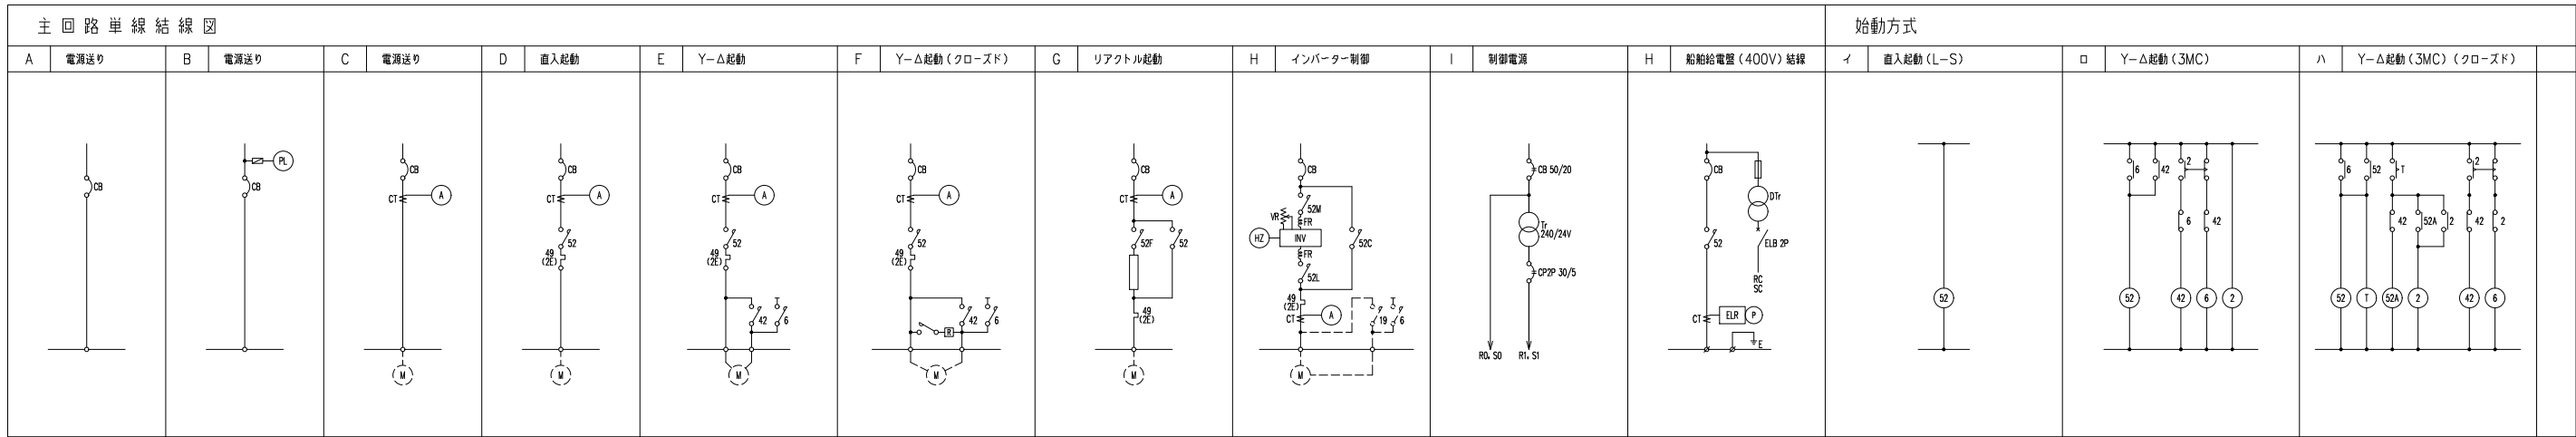 主回路単線結線図
始動方式
A 電源送り
B 電源送り
C 電源送り
D 直入起動
E Y−Δ起動
F Y−Δ起動(クローズド)
G リアクトル起動
H インバーター制御
I 制御電源
H 船舶給電盤(400V)結線
イ 直入起動(L−S)
ロ Y−Δ起動(3MC)
ハ Y−Δ起動(3MC)(クローズド)
CB
PL
CB
CB
CT
A
M
CB
CT
A
52
49
(2E)
M
CB
CT
A
52
49
(2E)
42
6
M
CB
CT
A
52
49
(2E)
42
6
R
M
CB
CT
A
52F
52
49
(2E)
M
CB
52M
VR
FR
HZ
INV
52C
FR
52L
49
(2E)
CT
A
19
6
M
CB 50/20
Tr
240/24V
CP2P 30/5
R0. S0
R1. S1
CB
DTr
52
ELB 2P
RC
SC
CT
ELR
P
E
52
6
42
2
6
42
52
42
6
2
6
52
T
2
42
52A
2
42
2
52
T
52A
2
42
6